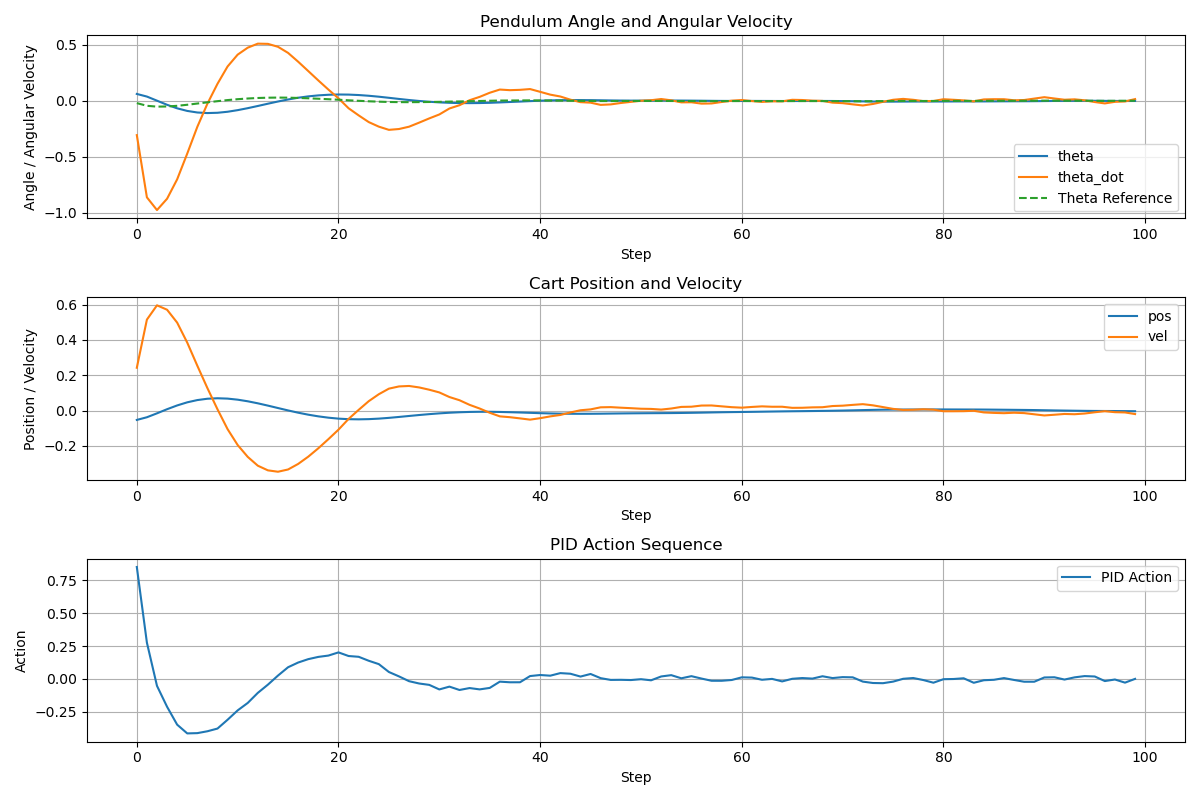 Pendulum Angle and Angular Velocity
Angle / Angular Velocity
0.5
0.0
−0.5
−1.0
theta
theta_dot
Theta Reference
0 20 40 60 80 100
Step
Cart Position and Velocity
Position / Velocity
0.6
0.4
0.2
0.0
−0.2
pos
vel
0 20 40 60 80 100
Step
PID Action Sequence
Action
0.75
0.50
0.25
0.00
−0.25
PID Action
0 20 40 60 80 100
Step